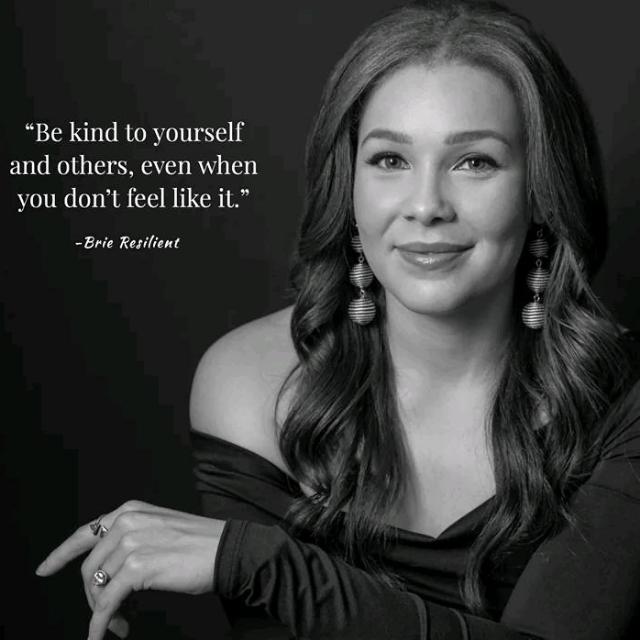 “Be kind to yourself
and others, even when
you don’t feel like it.”
-Brie Resilient